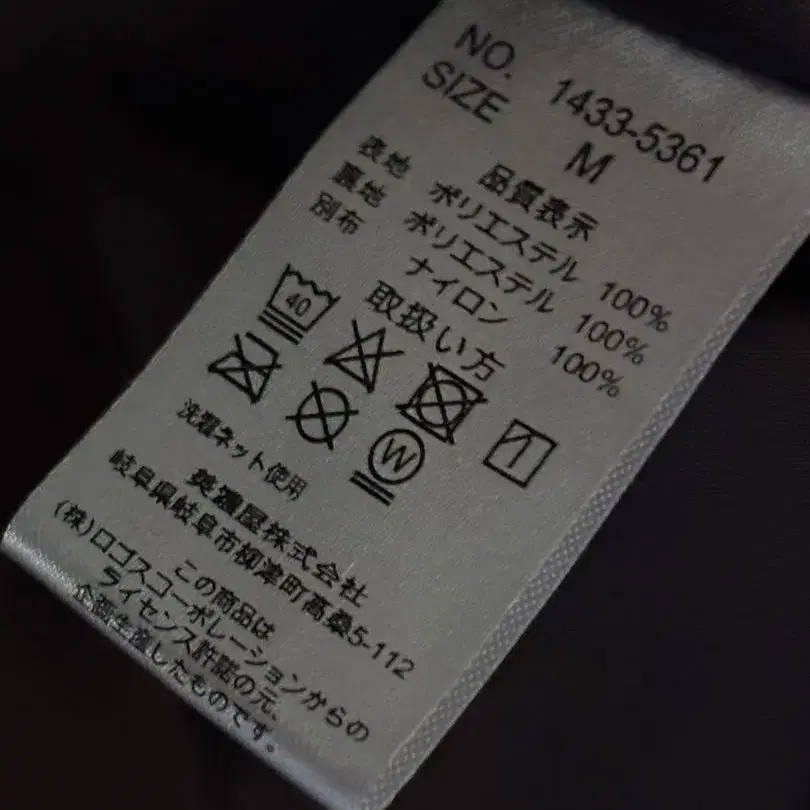 NO. 1433-5361
SIZE M
品質表示
表地 ポリエステル 100%
裏地 ポリエステル 100%
別布 ナイロン 100%
取扱い方
40
W
洗濯ネット使用
美濃屋株式会社
岐阜県岐阜市柳津町高桑5-112
この商品は
(株)ロゴスコーポレーションからの
ライセンス許諾の元、
企画生産したものです。